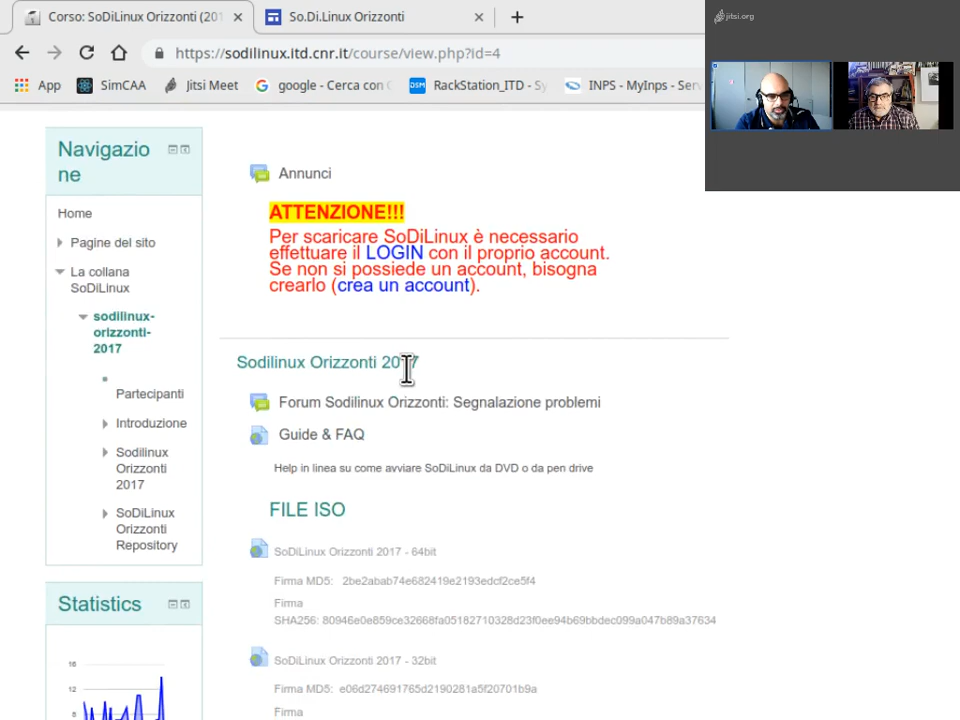 Corso: SoDiLinux Orizzonti (201
So.Di.Linux Orizzonti
jitsi.org
https://sodilinux.itd.cnr.it/course/view.php?id=4
App
SimCAA
Jitsi Meet
google - Cerca con
DSM
RackStation_ITD - Sy
INPS - MyInps - Serv
Navigazio
ne
Home
Pagine del sito
La collana
SoDiLinux
sodilinux-
orizzonti-
2017
Partecipanti
Introduzione
Sodilinux
Orizzonti
2017
SoDiLinux
Orizzonti
Repository
Statistics
16
12
8
Annunci
ATTENZIONE!!!
Per scaricare SoDiLinux è necessario
effettuare il LOGIN con il proprio account.
Se non si possiede un account, bisogna
crearlo (crea un account).
Sodilinux Orizzonti 2017
Forum Sodilinux Orizzonti: Segnalazione problemi
Guide & FAQ
Help in linea su come avviare SoDiLinux da DVD o da pen drive
FILE ISO
SoDiLinux Orizzonti 2017 - 64bit
Firma MD5: 2be2abab74e682419e2193edcf2ce5f4
Firma
SHA256: 80946e0e859ce32668fa05182710328d23f0ee94b69bbdec099a047b89a37634
SoDiLinux Orizzonti 2017 - 32bit
Firma MD5: e06d274691765d2190281a5f20701b9a
Firma